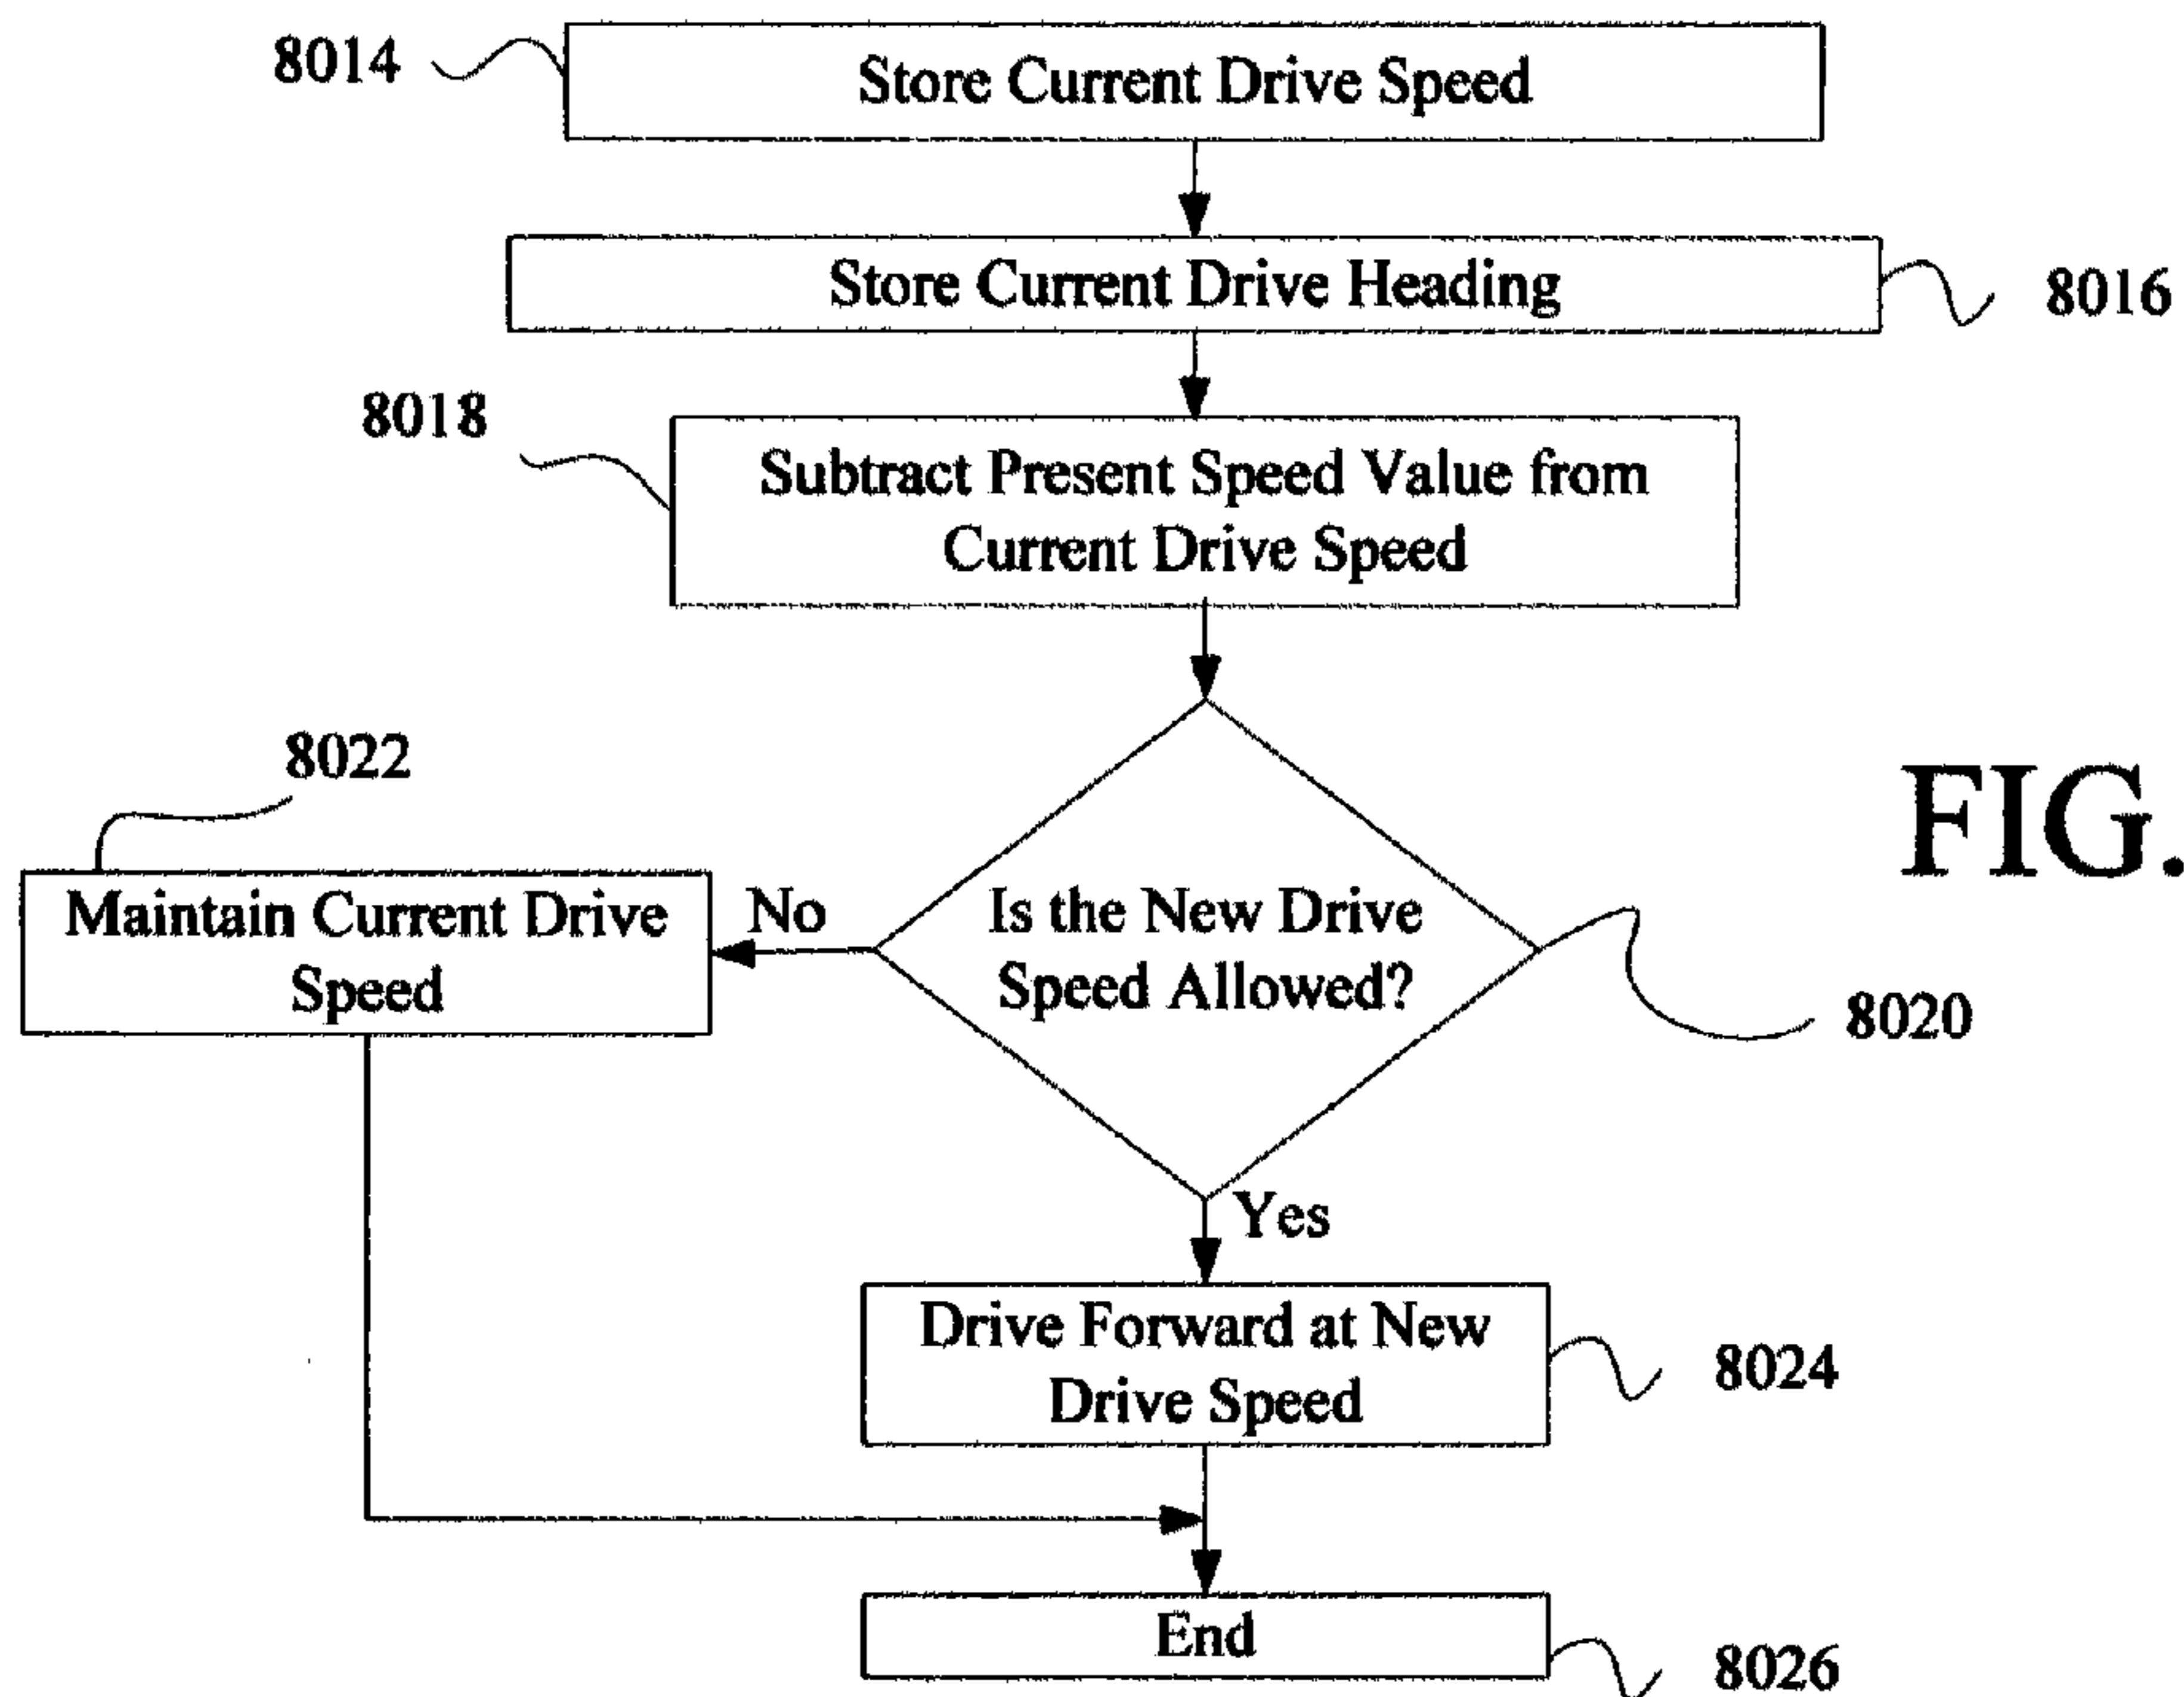 8014
Store Current Drive Speed
Store Current Drive Heading
8016
8018
Subtract Present Speed Value from
Current Drive Speed
8022
FIG.
Maintain Current Drive
Speed
No
Is the New Drive
Speed Allowed?
8020
Yes
Drive Forward at New
Drive Speed
8024
End
8026